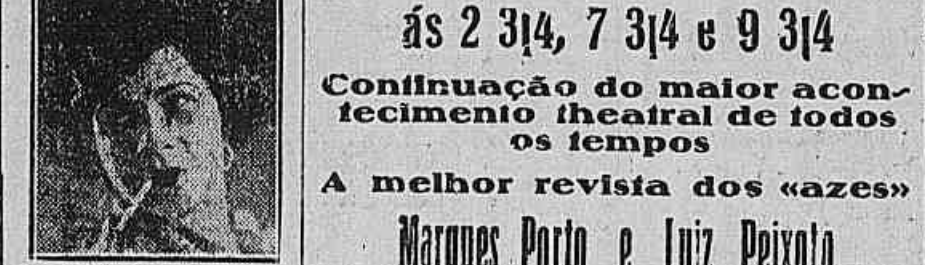 ás 2 3|4, 7 3|4 e 9 3|4
Continuação do maior acon-
tecimento theatral de todos
os tempos
A melhor revista dos «azes»
Marques Porto e Luiz Peixoto